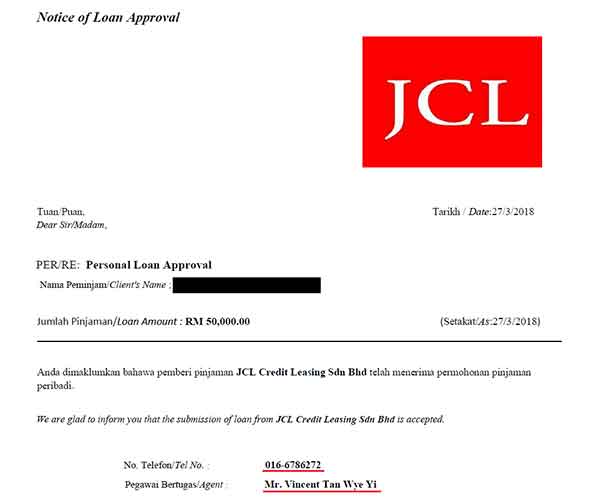 Notice of Loan Approval
JCL
Tuan/Puan,
Tarikh / Date:27/3/2018
Dear Sir/Madam,
PER/RE: Personal Loan Approval
Nama Peminjam/Client's Name :
Jumlah Pinjaman/Loan Amount : RM 50,000.00
(Setakat/As:27/3/2018)
Anda dimaklumkan bahawa pemberi pinjaman JCL Credit Leasing Sdn Bhd telah menerima permohonan pinjaman
peribadi.
We are glad to inform you that the submission of loan from JCL Credit Leasing Sdn Bhd is accepted.
No. Telefon/Tel No. : 016-6786272
Pegawai Bertugas/Agent : Mr. Vincent Tan Wye Yi